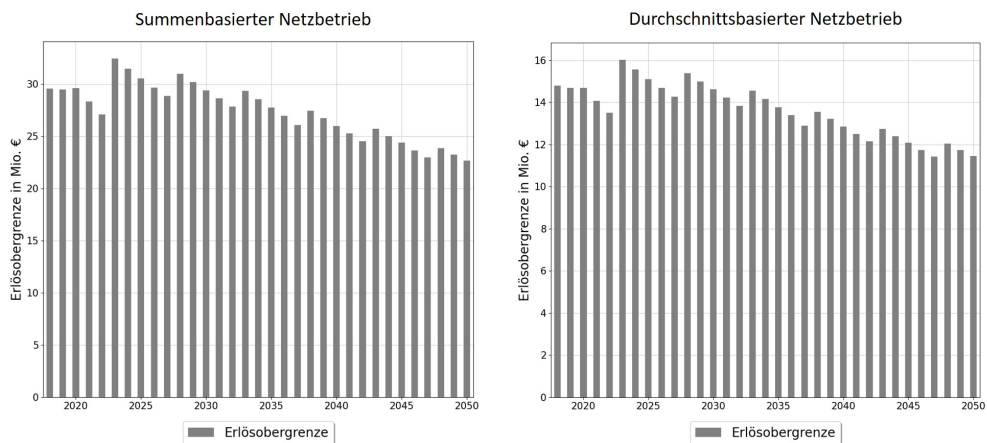 Summenbasierter Netzbetrieb
Erlösobergrenze in Mio. €
30
25
20
15
10
5
0
2020 2025 2030 2035 2040 2045 2050
Erlösobergrenze
Durchschnittsbasierter Netzbetrieb
Erlösobergrenze in Mio. €
16
14
12
10
8
6
4
2
0
2020 2025 2030 2035 2040 2045 2050
Erlösobergrenze